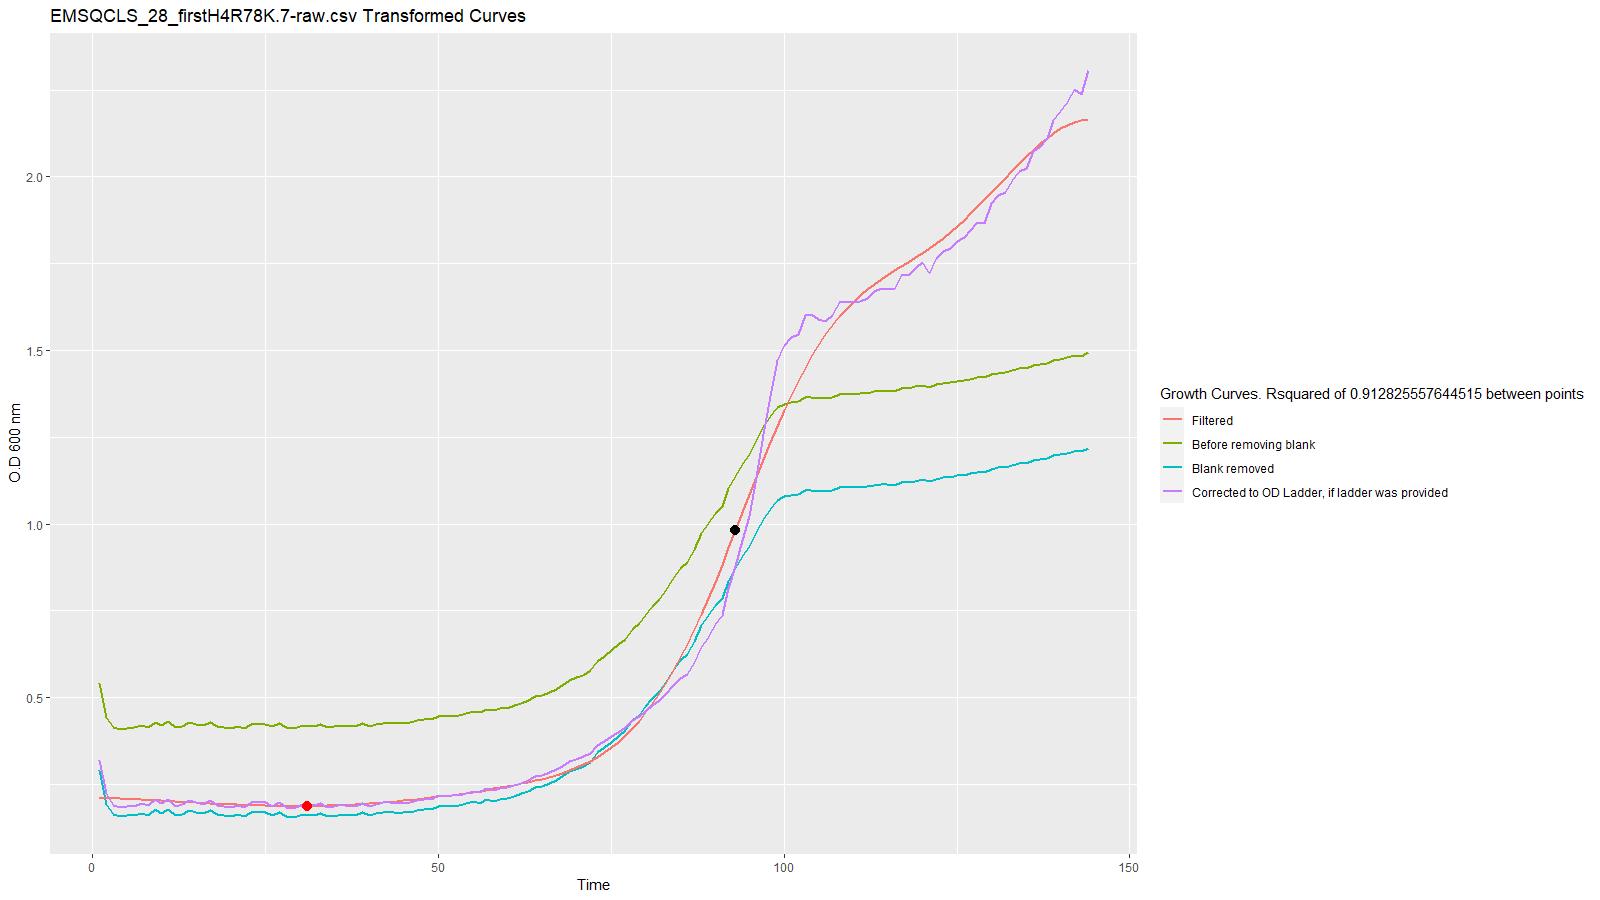 EMSQCLS_28_firstH4R78K.7-raw.csv Transformed Curves
2.0
1.5
1.0
0.5
O.D 600 nm
0
50
100
150
Time
Growth Curves. Rsquared of 0.912825557644515 between points
Filtered
Before removing blank
Blank removed
Corrected to OD Ladder, if ladder was provided